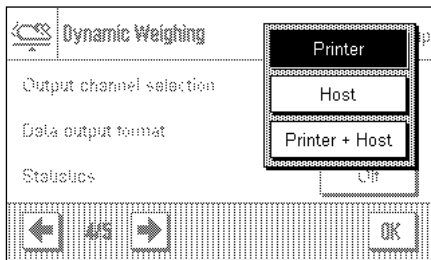 Dynamic Weighing
Printer
Output channel selection
Host
Data output format
Printer + Host
Statistics
Off
4/5
OK